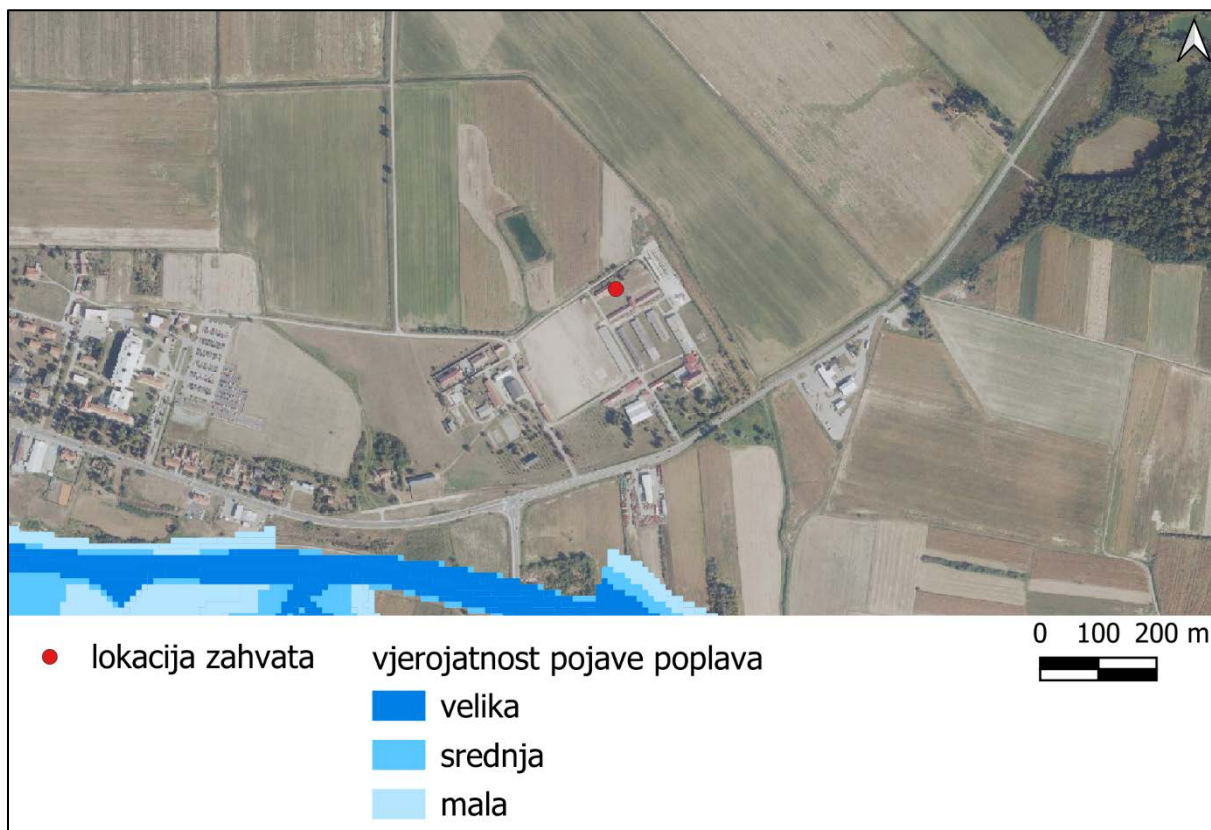 lokacija zahvata
vjerojatnost pojave poplava
velika
srednja
mala
0 100 200 m